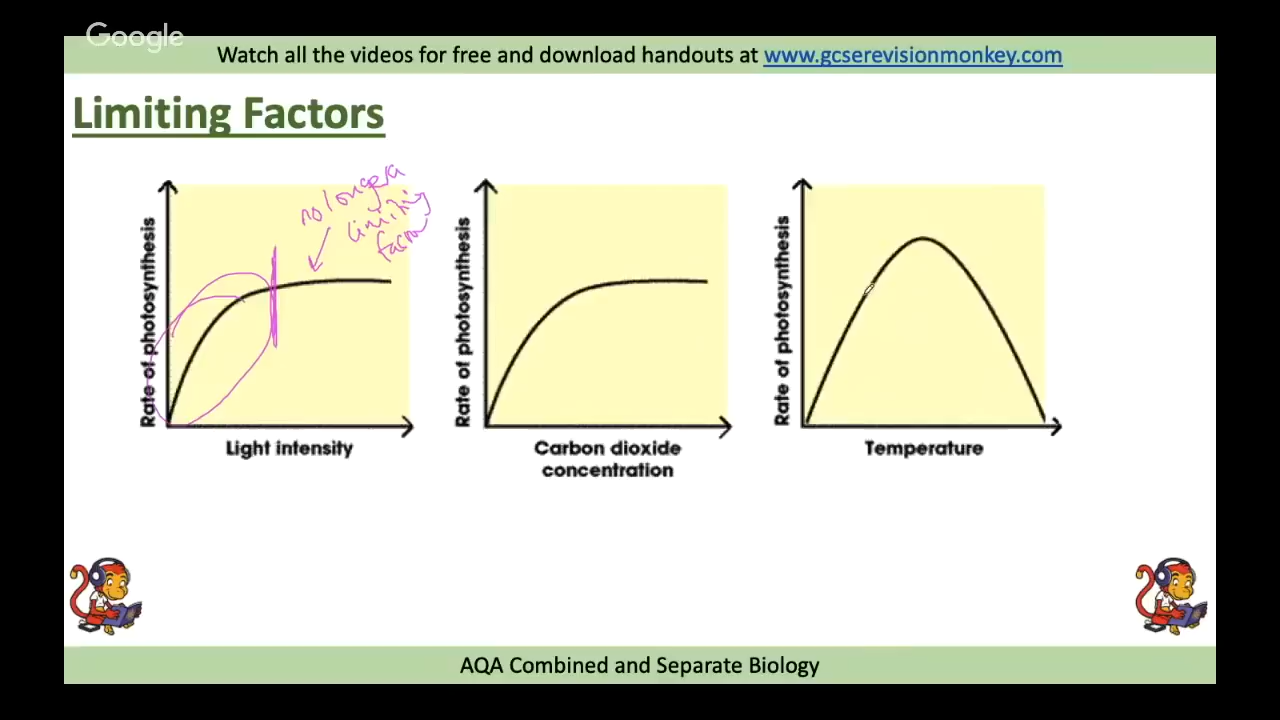 Google
Watch all the videos for free and download handouts at www.gcserevisionmonkey.com
Limiting Factors
no longer a
limiting
factor
Rate of photosynthesis
Light intensity
Rate of photosynthesis
Carbon dioxide
concentration
Rate of photosynthesis
Temperature
AQA Combined and Separate Biology